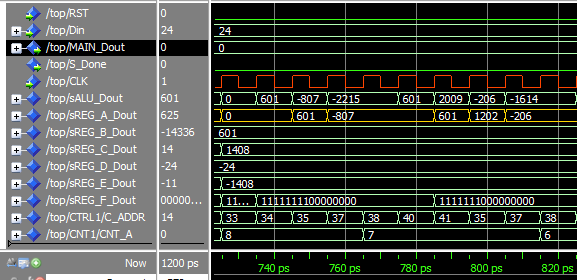 /top/RST 0
/top/Din 24 24
/top/MAIN_Dout 0 0
/top/S_Done 0
/top/CLK 1
/top/sALU_Dout 601 0 601 -807 -2215 601 2009 -206 -1614
/top/sREG_A_Dout 625 0 601 -807 601 1202 -206
/top/sREG_B_Dout -14336 601
/top/sREG_C_Dout 14 1408
/top/sREG_D_Dout -24 -24
/top/sREG_E_Dout -11 -1408
/top/sREG_F_Dout 00000... 11... 1111111100000000 1111111100000000
/top/CTRL1/C_ADDR 14 33 34 35 37 38 40 41 35 37 38
/top/CNT1/CNT_A 0 8 7 6
Now 1200 ps 740 ps 760 ps 780 ps 800 ps 820 ps